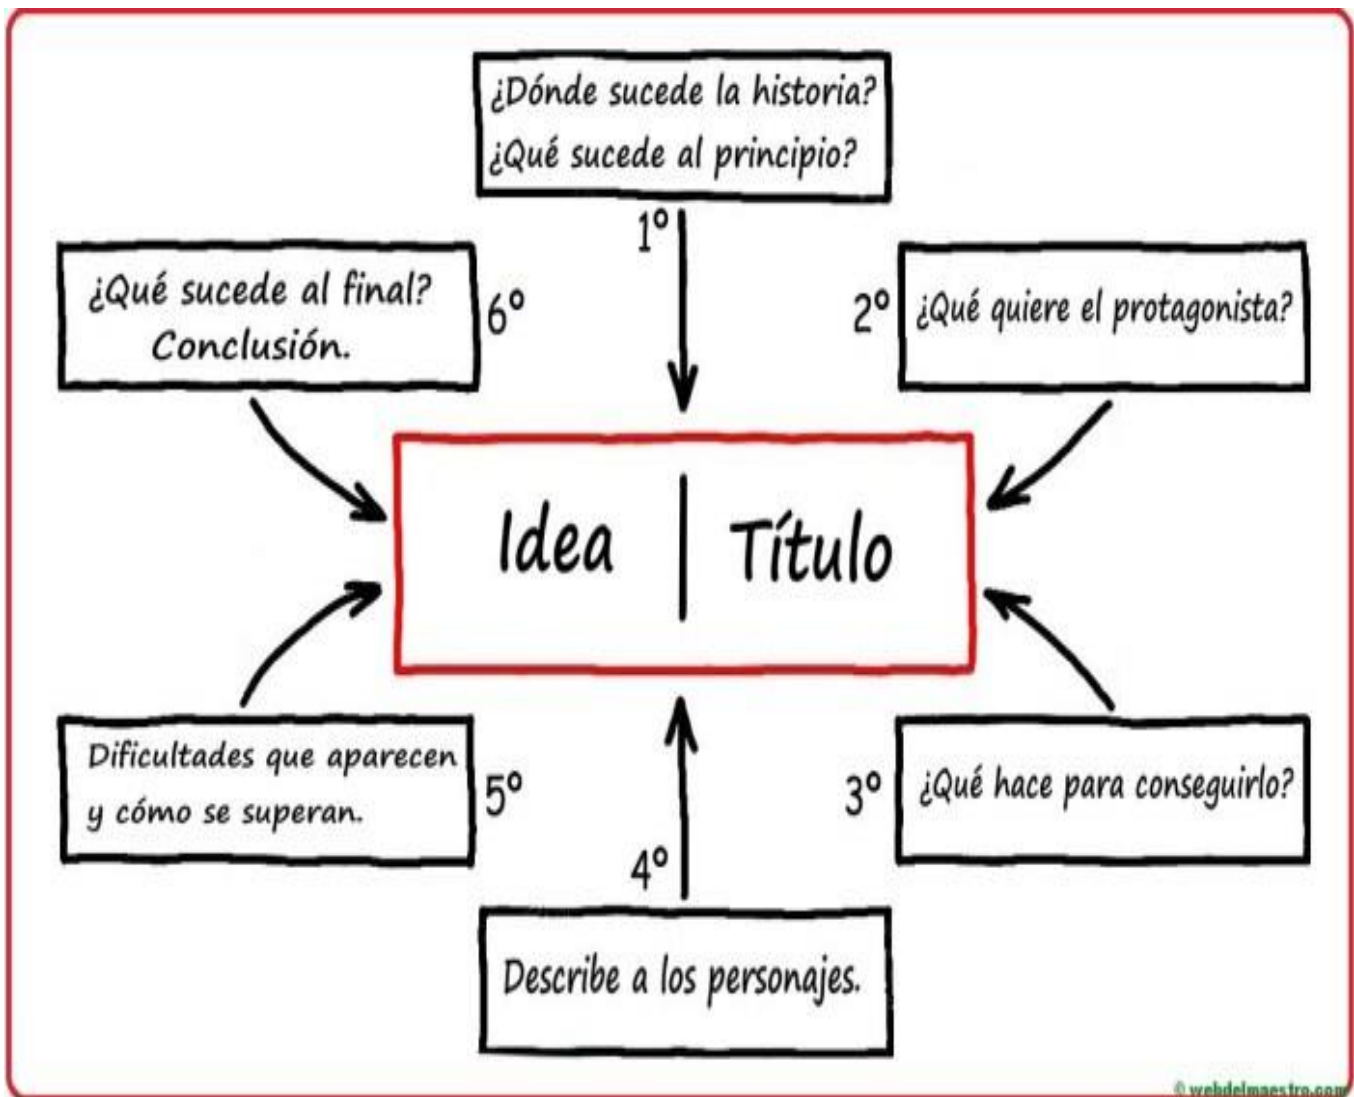 ¿Dónde sucede la historia?
¿Qué sucede al principio?
1º
2º
¿Qué quiere el protagonista?
3º
¿Qué hace para conseguirlo?
4º
Describe a los personajes.
5º
Dificultades que aparecen
y cómo se superan.
6º
¿Qué sucede al final?
Conclusión.
Idea | Título
© webdelmaestro.com